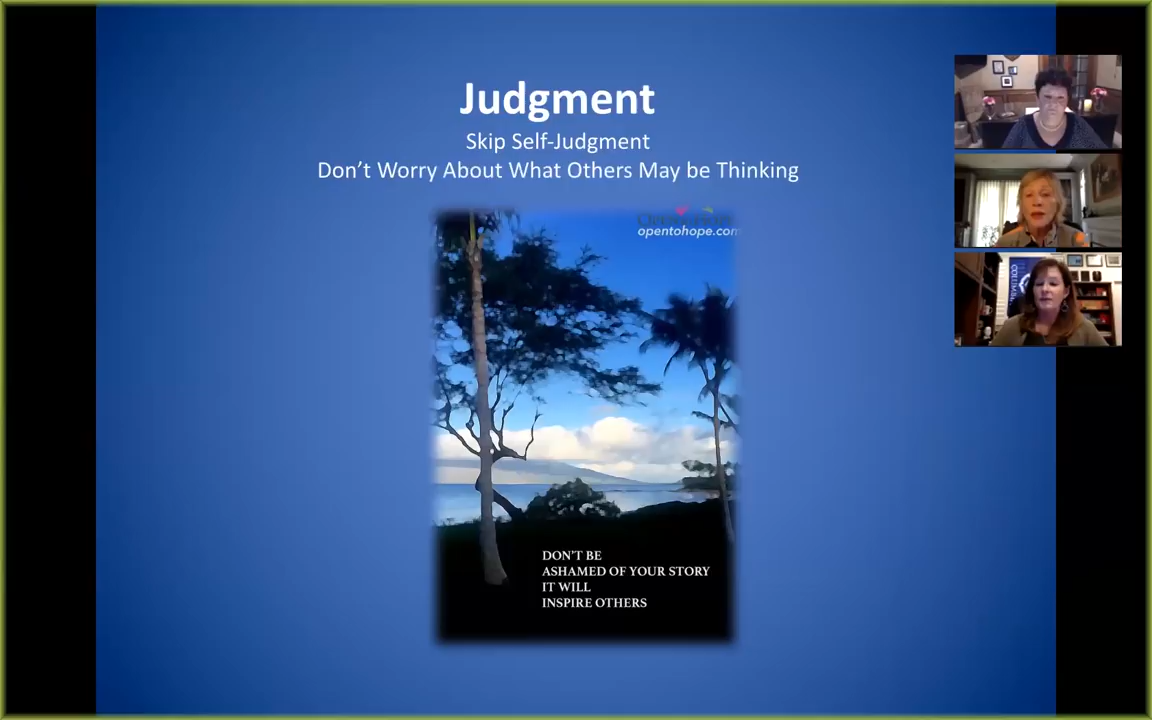 Judgment
Skip Self-Judgment
Don't Worry About What Others May be Thinking
opentohope.com
DON'T BE
ASHAMED OF YOUR STORY
IT WILL
INSPIRE OTHERS